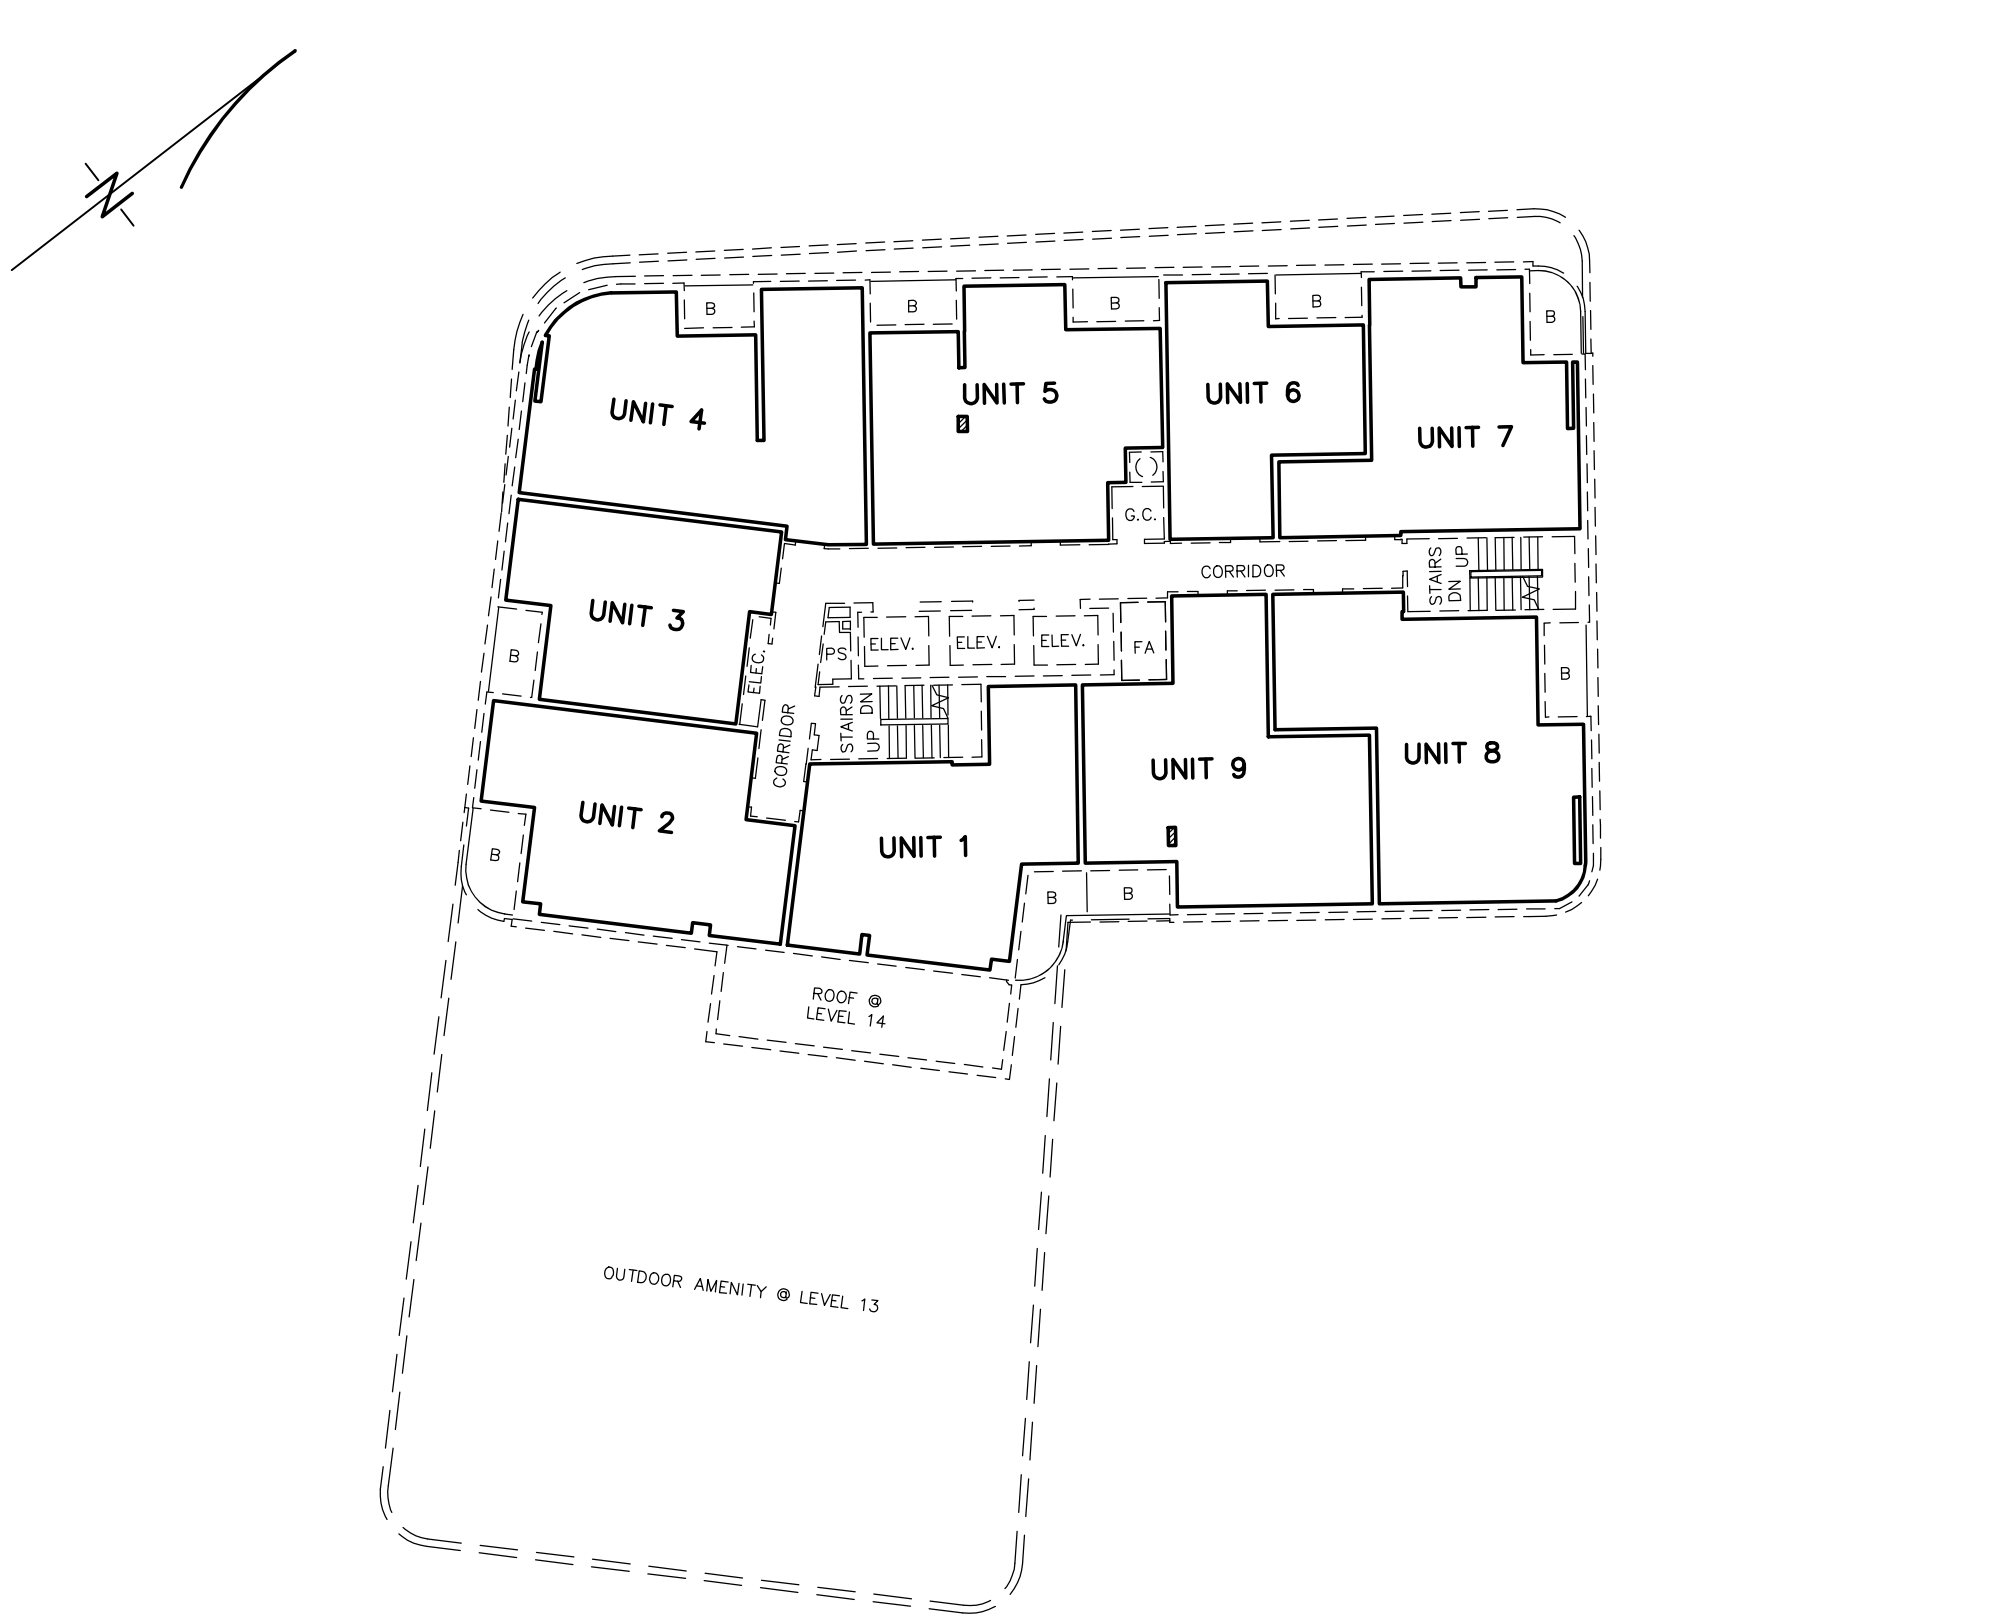 N
B
B
B
B
B
UNIT 4
UNIT 5
UNIT 6
UNIT 7
G.C.
CORRIDOR
STAIRS
DN UP
UNIT 3
ELEC.
PS
ELEV.
ELEV.
ELEV.
FA
B
B
STAIRS
UP DN
CORRIDOR
UNIT 2
UNIT 1
UNIT 9
UNIT 8
B
B
B
ROOF @
LEVEL 14
OUTDOOR AMENITY @ LEVEL 13